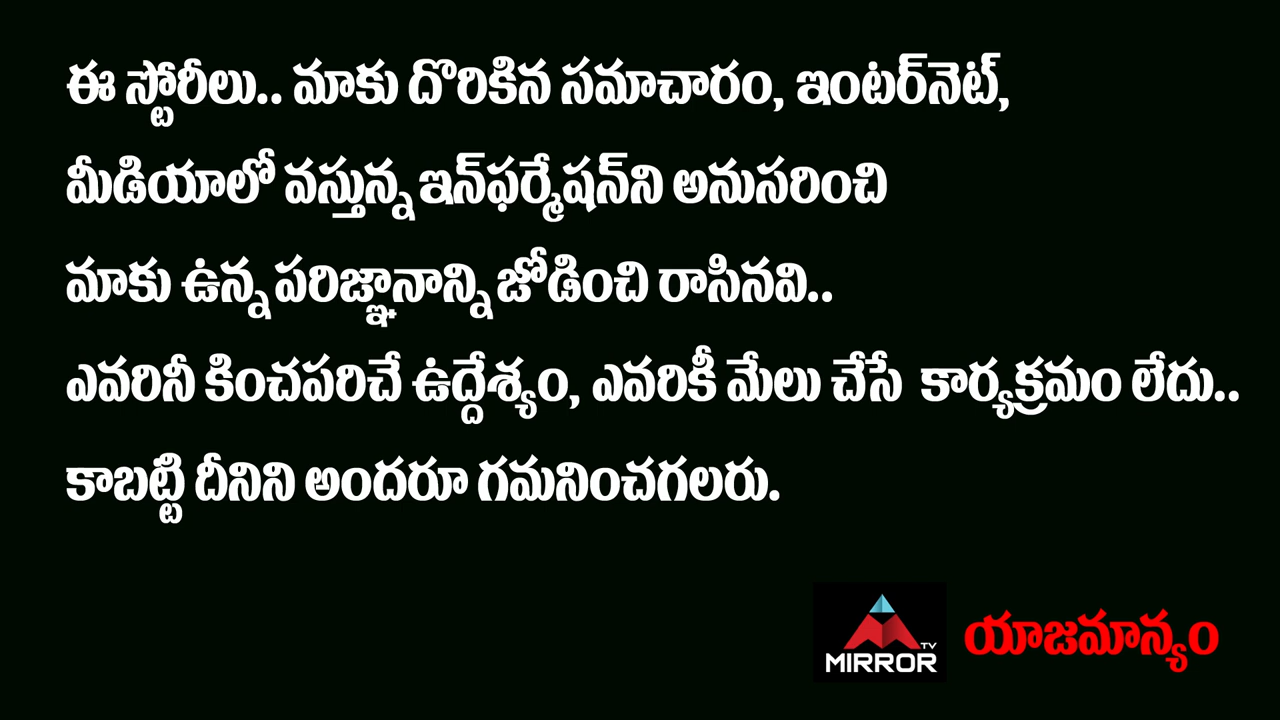 ఈ స్టోరీలు.. మాకు దొరికిన సమాచారం, ఇంటర్‌నెట్,
మీడియాలో వస్తున్న ఇన్‌ఫర్మేషన్‌ని అనుసరించి
మాకు ఉన్న పరిజ్ఞానాన్ని జోడించి రాసినవి..
ఎవరినీ కించపరిచే ఉద్దేశ్యం, ఎవరికీ మేలు చేసే కార్యక్రమం లేదు..
కాబట్టి దీనిని అందరూ గమనించగలరు.
TV
MIRROR
యాజమాన్యం